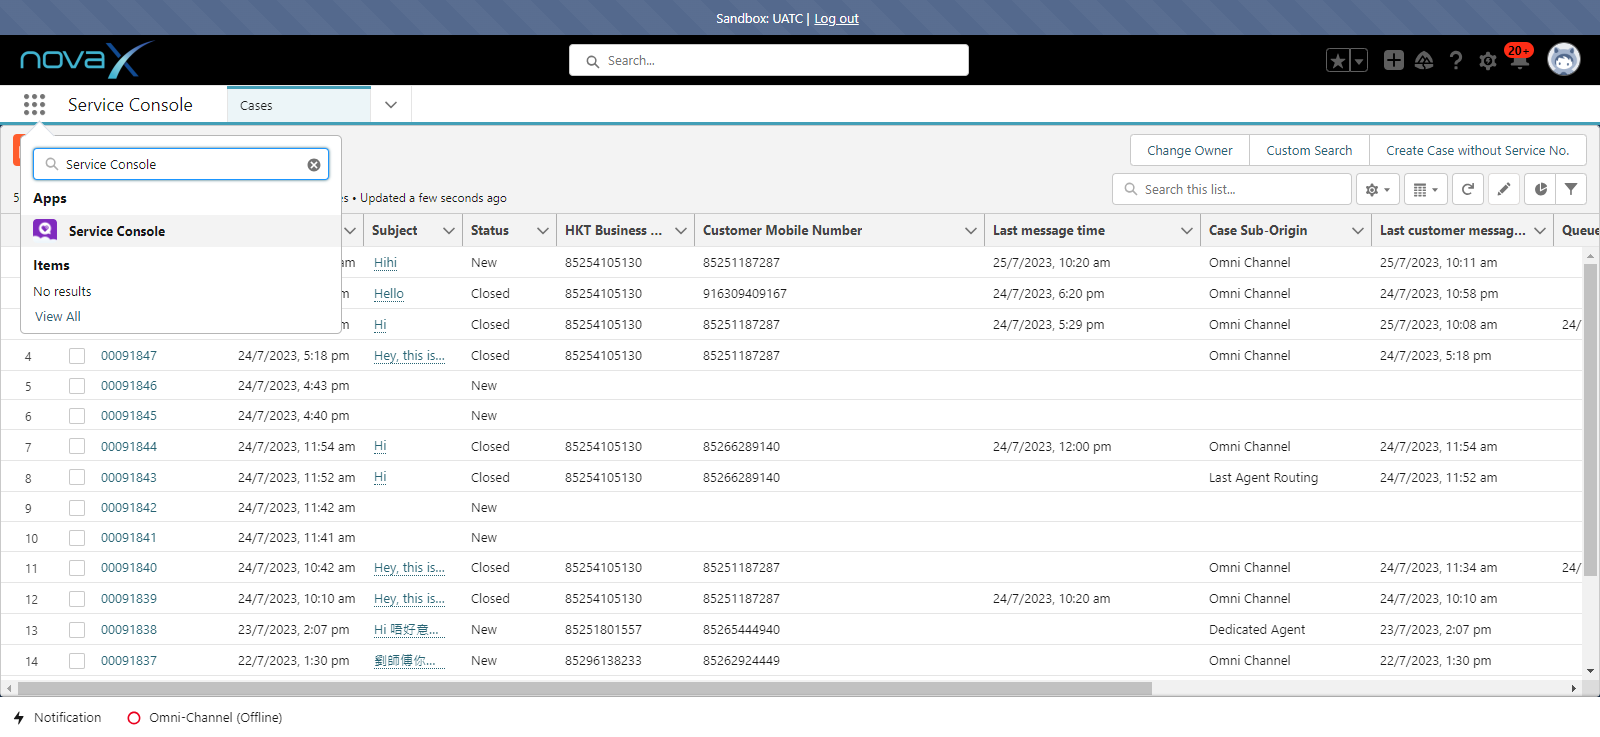 Sandbox: UATC | Log out
novax
Search...
20+
Service Console
Cases
Service Console
Change Owner
Custom Search
Create Case without Service No.
Apps
• Updated a few seconds ago
Search this list...
Service Console
Subject
Status
HKT Business ...
Customer Mobile Number
Last message time
Case Sub-Origin
Last customer messag...
Queue
Items
No results
View All
Hihi New 85254105130 85251187287 25/7/2023, 10:20 am Omni Channel 25/7/2023, 10:11 am
Hello Closed 85254105130 916309409167 24/7/2023, 6:20 pm Omni Channel 24/7/2023, 10:58 pm
Hi Closed 85254105130 85251187287 24/7/2023, 5:29 pm Omni Channel 25/7/2023, 10:08 am 24/
4 00091847 24/7/2023, 5:18 pm Hey, this is... Closed 85254105130 85251187287 Omni Channel 24/7/2023, 5:18 pm
5 00091846 24/7/2023, 4:43 pm New
6 00091845 24/7/2023, 4:40 pm New
7 00091844 24/7/2023, 11:54 am Hi Closed 85254105130 85266289140 24/7/2023, 12:00 pm Omni Channel 24/7/2023, 11:54 am
8 00091843 24/7/2023, 11:52 am Hi Closed 85254105130 85266289140 Last Agent Routing 24/7/2023, 11:52 am
9 00091842 24/7/2023, 11:42 am New
10 00091841 24/7/2023, 11:41 am New
11 00091840 24/7/2023, 10:42 am Hey, this is... Closed 85254105130 85251187287 Omni Channel 24/7/2023, 11:34 am 24/
12 00091839 24/7/2023, 10:10 am Hey, this is... Closed 85254105130 85251187287 24/7/2023, 10:20 am Omni Channel 24/7/2023, 10:10 am
13 00091838 23/7/2023, 2:07 pm Hi 唔好意... New 85251801557 85265444940 Dedicated Agent 23/7/2023, 2:07 pm
14 00091837 22/7/2023, 1:30 pm 劉師傅你... New 85296138233 85262924449 Omni Channel 22/7/2023, 1:30 pm
Notification
Omni-Channel (Offline)